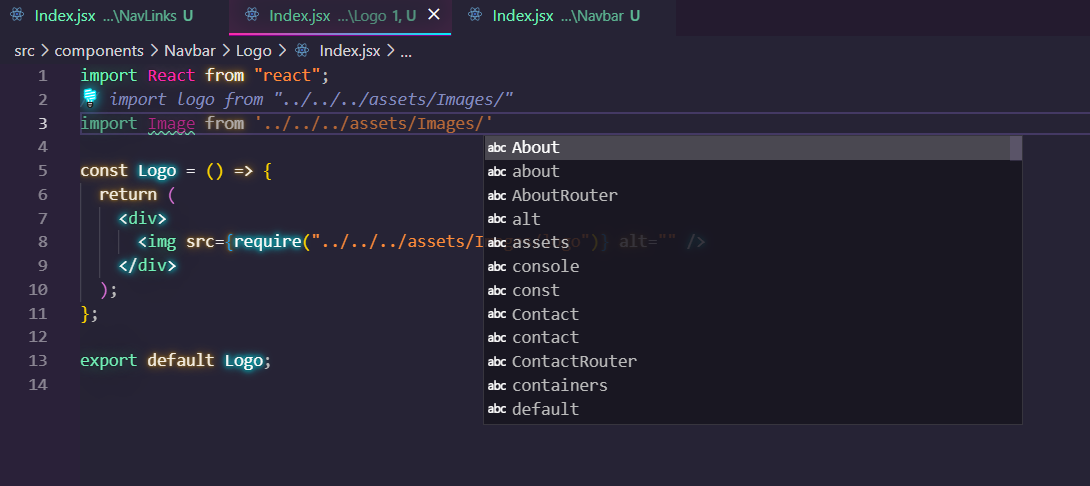 Index.jsx ...\NavLinks U
Index.jsx ...\Logo 1, U
Index.jsx ...\Navbar U
src > components > Navbar > Logo > Index.jsx > ...
1 import React from "react";
2 import logo from "../../../assets/Images/"
3 import Image from '../../../assets/Images/'
4
5 const Logo = () => {
6 return (
7 <div>
8 <img src={require("../../../assets/I ")} alt="" />
9 </div>
10 );
11 };
12
13 export default Logo;
14
abc About
abc about
abc AboutRouter
abc alt
abc assets
abc console
abc const
abc Contact
abc contact
abc ContactRouter
abc containers
abc default